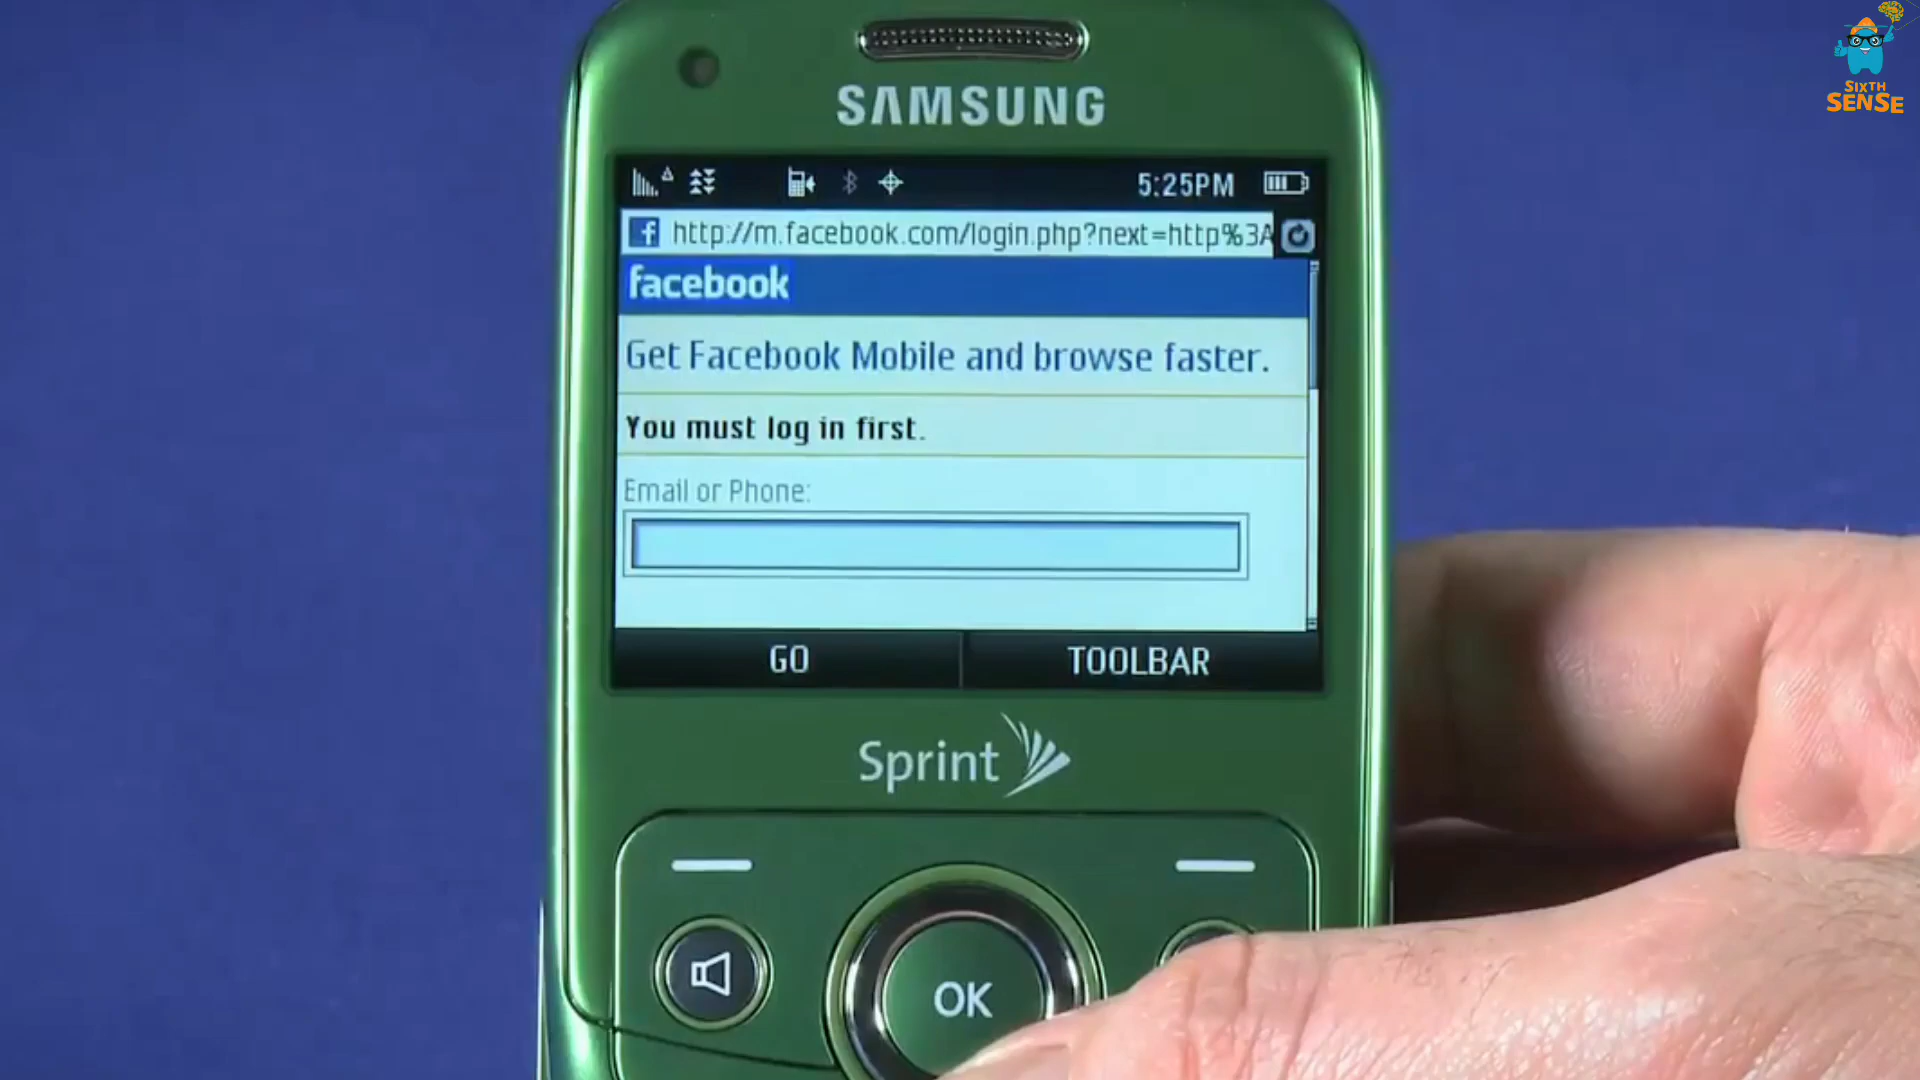 SIXTH
SENSE
SAMSUNG
5:25PM
http://m.facebook.com/login.php?next=http%3A
facebook
Get Facebook Mobile and browse faster.
You must log in first.
Email or Phone:
GO
TOOLBAR
Sprint
OK